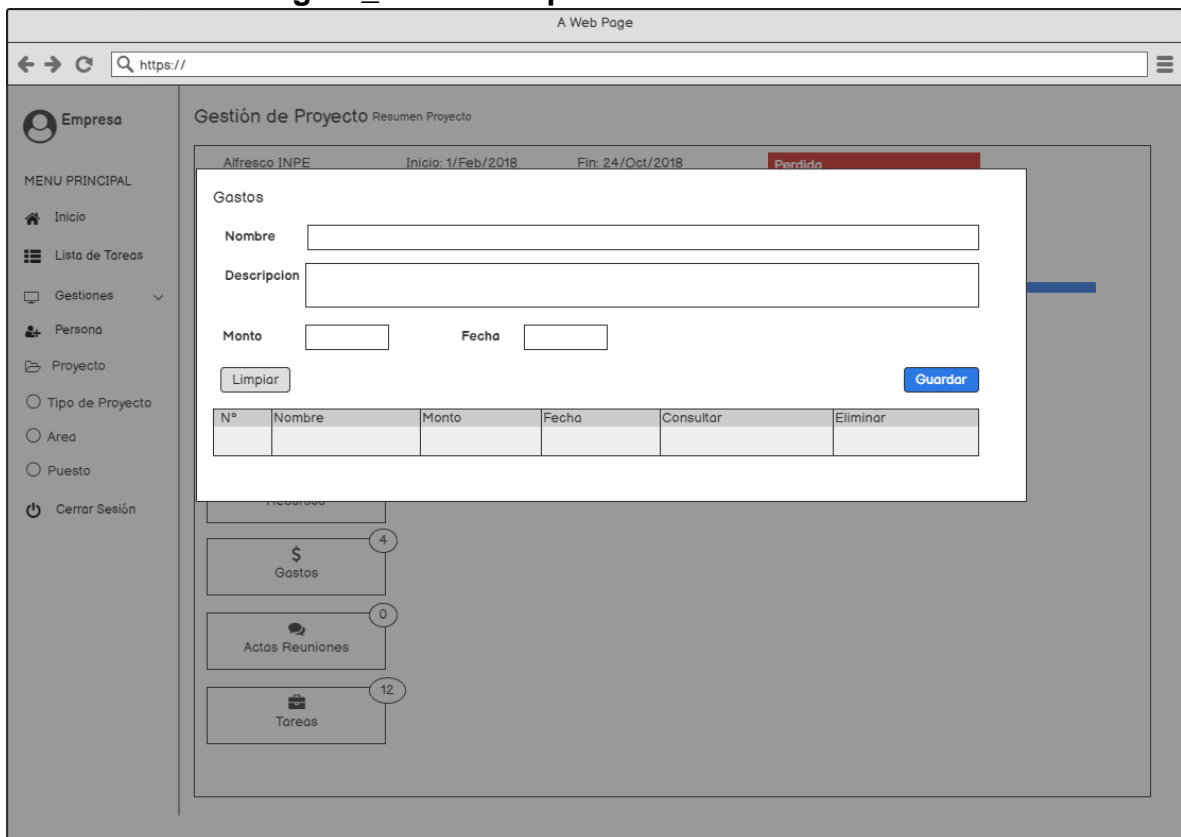 A Web Page
https://
Empresa
MENU PRINCIPAL
Inicio
Lista de Tareas
Gestiones
Persona
Proyecto
Tipo de Proyecto
Area
Puesto
Cerrar Sesión
Gestión de Proyecto Resumen Proyecto
Alfresco INPE Inicio: 1/Feb/2018 Fin: 24/Oct/2018 Perdido
Gastos
Nombre
Descripcion
Monto Fecha
Limpiar Guardar
N° Nombre Monto Fecha Consultar Eliminar
Recursos
4
$
Gastos
0
Actas Reuniones
12
Tareas